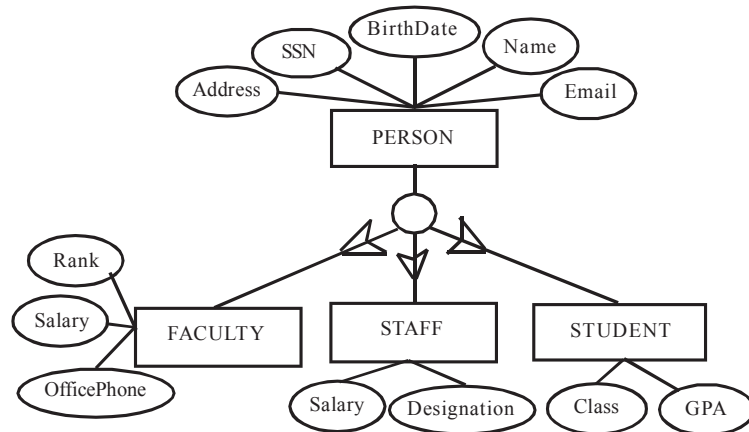 BirthDate
SSN
Name
Address
Email
PERSON
Rank
Salary
OfficePhone
FACULTY
STAFF
STUDENT
Salary
Designation
Class
GPA